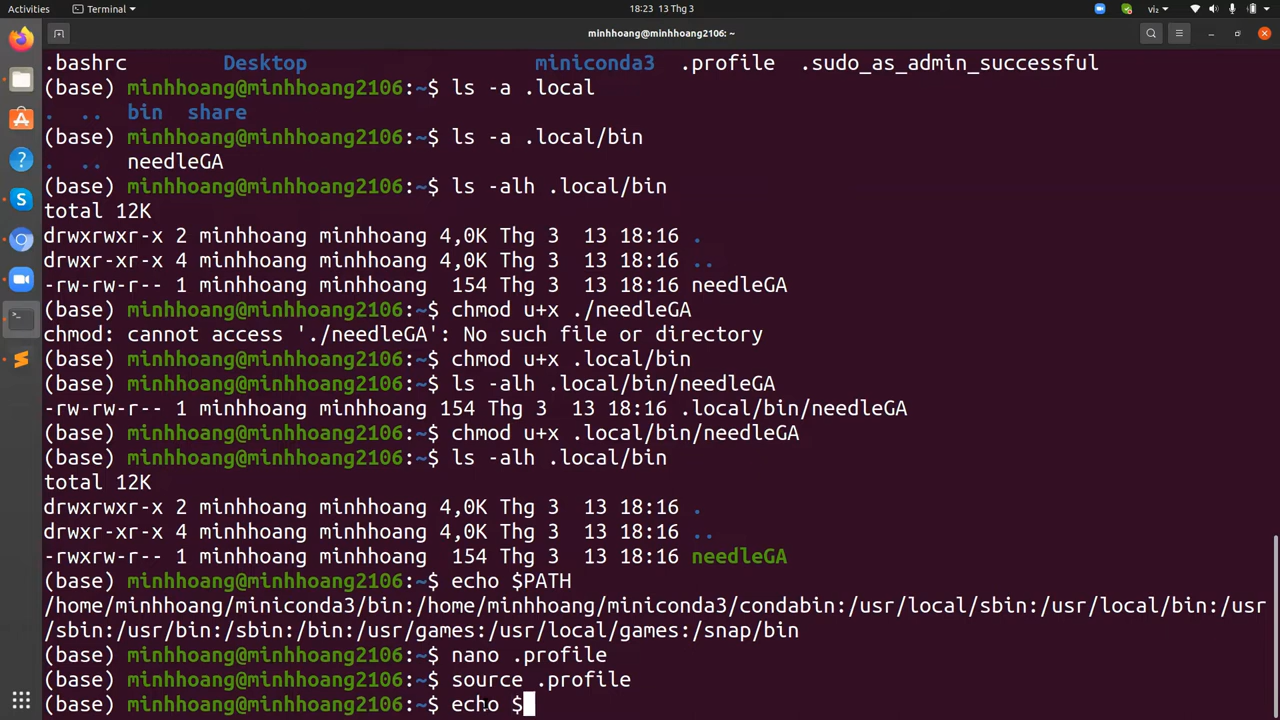 Activities Terminal 18:23 13 Thg 3 viz
minhhoang@minhhoang2106: ~
.bashrc Desktop miniconda3 .profile .sudo_as_admin_successful
(base) minhhoang@minhhoang2106:~$ ls -a .local
. .. bin share
(base) minhhoang@minhhoang2106:~$ ls -a .local/bin
. .. needleGA
(base) minhhoang@minhhoang2106:~$ ls -alh .local/bin
total 12K
drwxrwxr-x 2 minhhoang minhhoang 4,0K Thg 3 13 18:16 .
drwxr-xr-x 4 minhhoang minhhoang 4,0K Thg 3 13 18:16 ..
-rw-rw-r-- 1 minhhoang minhhoang 154 Thg 3 13 18:16 needleGA
(base) minhhoang@minhhoang2106:~$ chmod u+x ./needleGA
chmod: cannot access './needleGA': No such file or directory
(base) minhhoang@minhhoang2106:~$ chmod u+x .local/bin
(base) minhhoang@minhhoang2106:~$ ls -alh .local/bin/needleGA
-rw-rw-r-- 1 minhhoang minhhoang 154 Thg 3 13 18:16 .local/bin/needleGA
(base) minhhoang@minhhoang2106:~$ chmod u+x .local/bin/needleGA
(base) minhhoang@minhhoang2106:~$ ls -alh .local/bin
total 12K
drwxrwxr-x 2 minhhoang minhhoang 4,0K Thg 3 13 18:16 .
drwxr-xr-x 4 minhhoang minhhoang 4,0K Thg 3 13 18:16 ..
-rwxrw-r-- 1 minhhoang minhhoang 154 Thg 3 13 18:16 needleGA
(base) minhhoang@minhhoang2106:~$ echo $PATH
/home/minhhoang/miniconda3/bin:/home/minhhoang/miniconda3/condabin:/usr/local/sbin:/usr/local/bin:/usr
/sbin:/usr/bin:/sbin:/bin:/usr/games:/usr/local/games:/snap/bin
(base) minhhoang@minhhoang2106:~$ nano .profile
(base) minhhoang@minhhoang2106:~$ source .profile
(base) minhhoang@minhhoang2106:~$ echo $